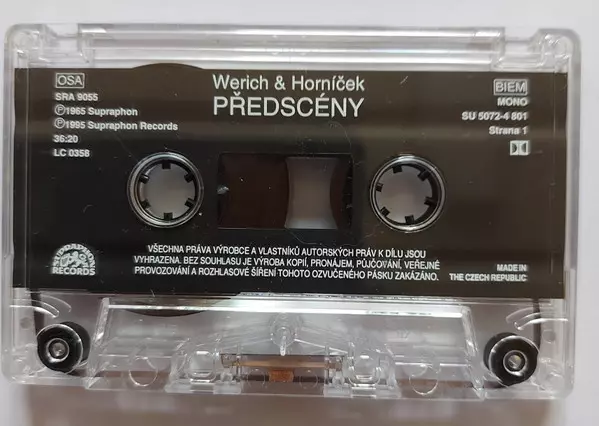 OSA
SRA 9055
Ⓟ1965 Supraphon
Ⓟ1995 Supraphon Records
36:20
LC 0358
Werich & Horníček
PŘEDSCÉNY
BIEM
MONO
SU 5072-4 801
Strana 1
SUPRAPHON
RECORDS
VŠECHNA PRÁVA VÝROBCE A VLASTNÍKŮ AUTORSKÝCH PRÁV K DÍLU JSOU
VYHRAZENA. BEZ SOUHLASU JE VÝROBA KOPIÍ, PRONÁJEM, PŮJČOVÁNÍ, VEŘEJNÉ
PROVOZOVÁNÍ A ROZHLASOVÉ ŠÍŘENÍ TOHOTO OZVUČENÉHO PÁSKU ZAKÁZÁNO.
MADE IN
THE CZECH REPUBLIC